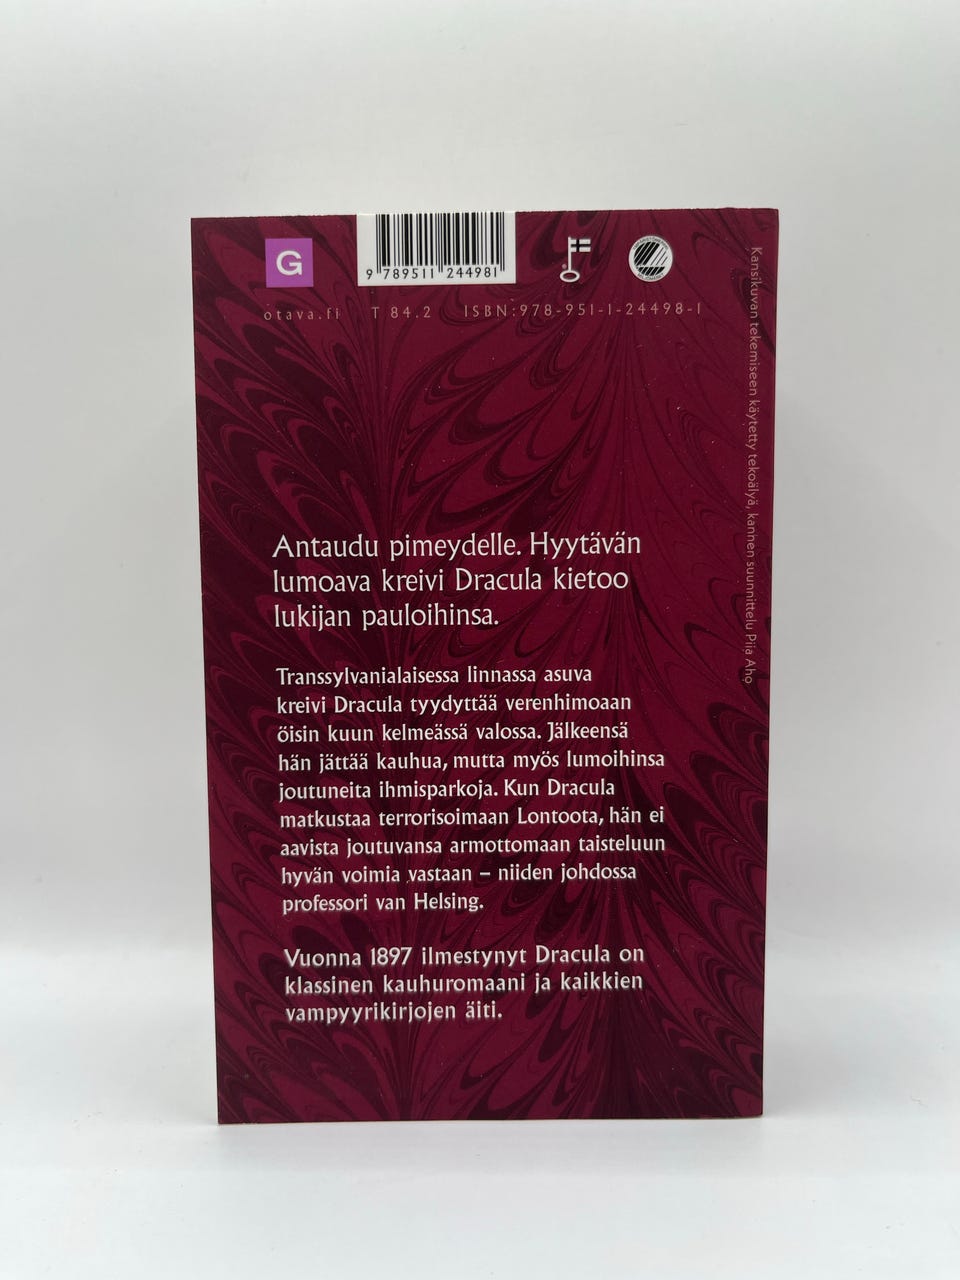 G
9 789511 244981
otava.fi T 84.2 ISBN:978-951-1-24498-1
Antaudu pimeydelle. Hyytävän
lumoava kreivi Dracula kietoo
lukijan pauloihinsa.
Transsylvanialaisessa linnassa asuva
kreivi Dracula tyydyttää verenhimoaan
öisin kuun kelmeässä valossa. Jälkeensä
hän jättää kauhua, mutta myös lumoihinsa
joutuneita ihmisparkoja. Kun Dracula
matkustaa terrorisoimaan Lontoota, hän ei
aavista joutuvansa armottomaan taisteluun
hyvän voimia vastaan – niiden johdossa
professori van Helsing.
Vuonna 1897 ilmestynyt Dracula on
klassinen kauhuromaani ja kaikkien
vampyyrikirjojen äiti.
Kansikuvan tekemiseen käytetty tekoälyä, kannen suunnittelu Piia Aho